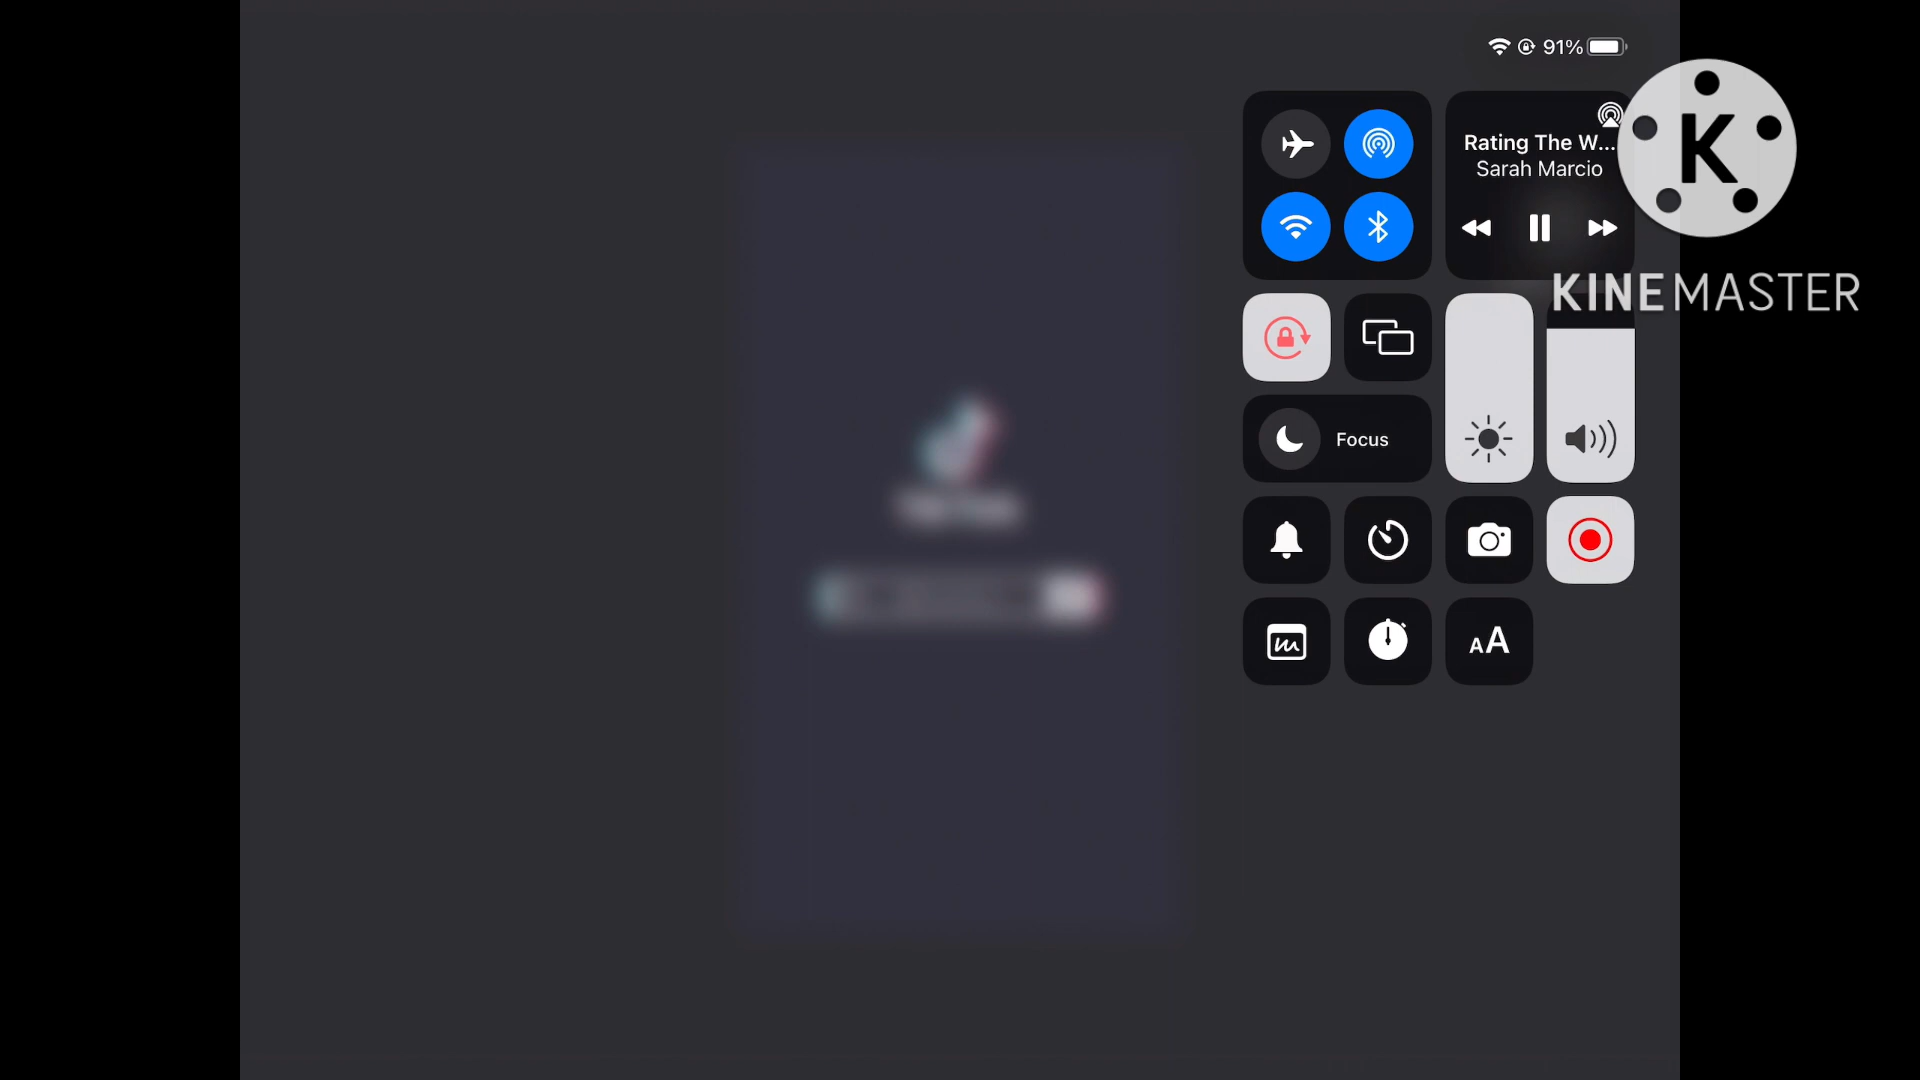 91%
Rating The W...
Sarah Marcio
K
KINEMASTER
Focus
AA